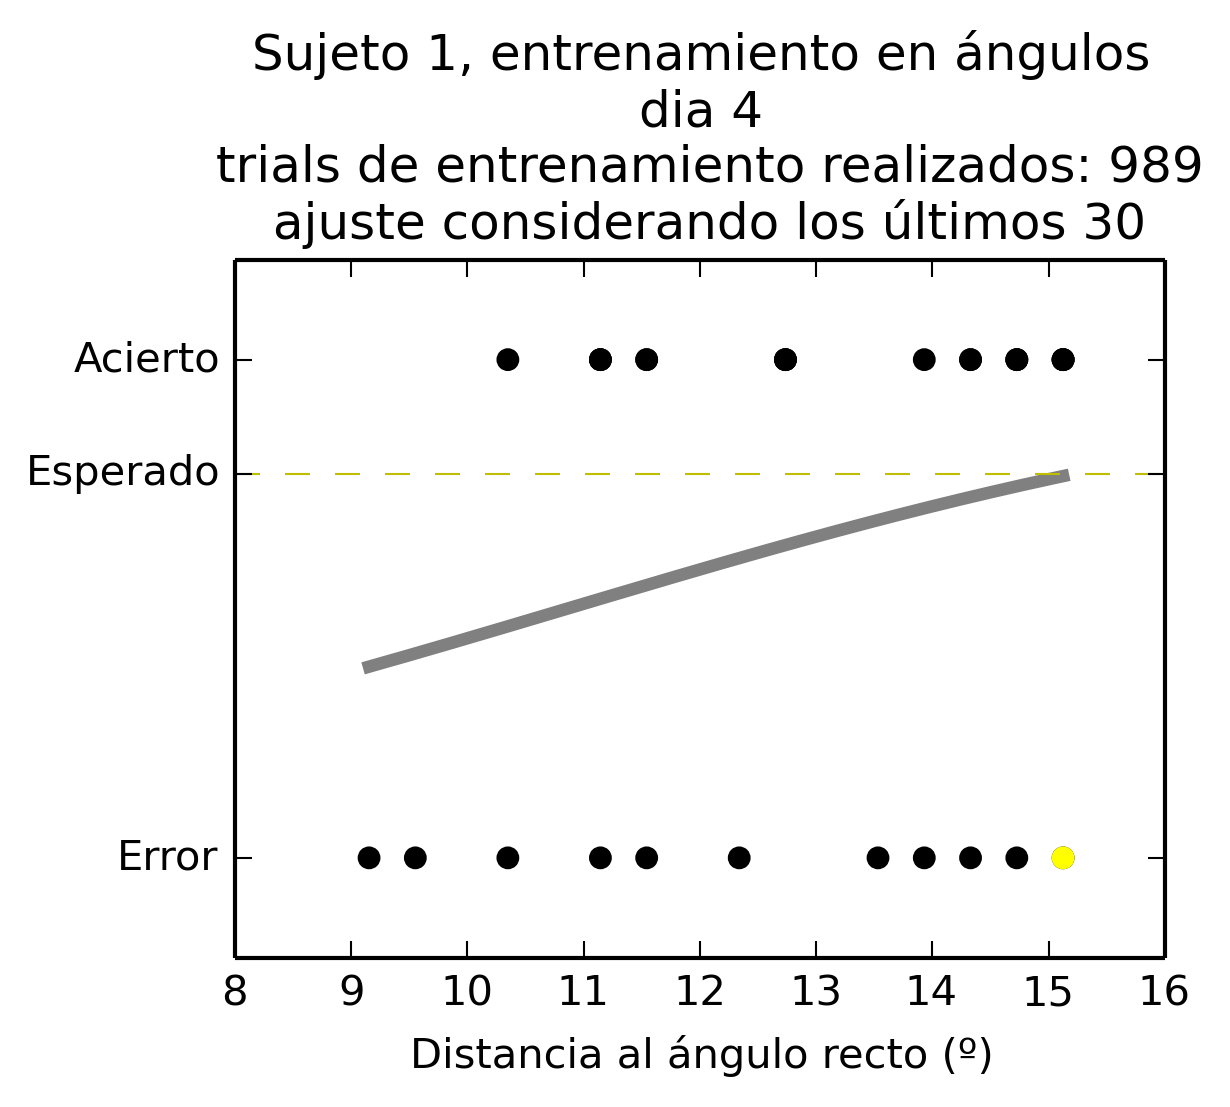 Sujeto 1, entrenamiento en ángulos
dia 4
trials de entrenamiento realizados: 989
ajuste considerando los últimos 30
Acierto
Esperado
Error
8 9 10 11 12 13 14 15 16
Distancia al ángulo recto (º)